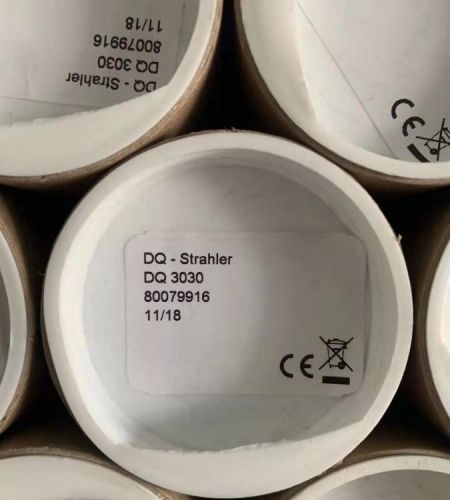 DQ - Strahler
DQ 3030
80079916
11/18
DQ - Strahler
DQ 3030
80079916
11/18
CE
CE